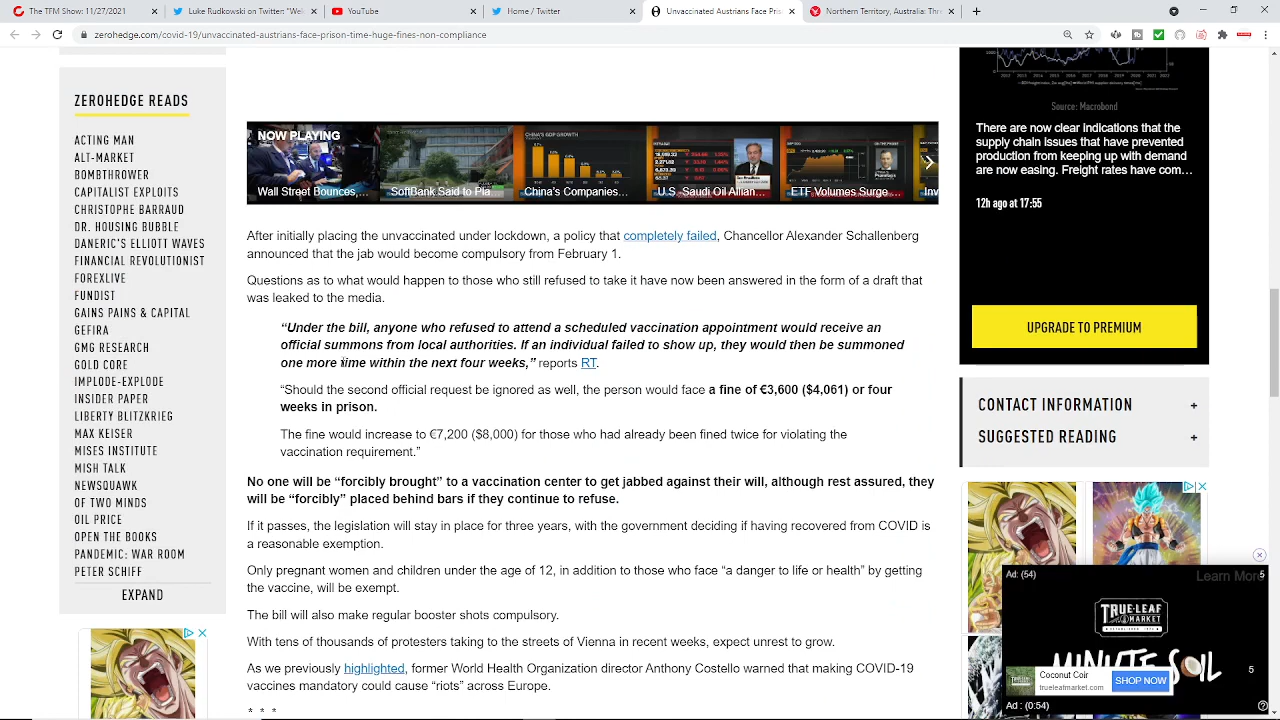 The TFM Show: 11/27/2021
Luke Rudkowski on Twitter: "We
YouTube
Home / Twitter
Unvaccinated Austrians To Face
Northern Territory, Australia: Thr
zerohedge.com/covid-19/unvaccinated-austrians-face-prison-time-huge-fines-non-compliance
ZEROHEDGE READS
ACTING MAN
ALTHOUSE
BOOMBUSTOLOGY
BOVEHROVER
CAPITALIST EXPLOITS
CHRISTOPHE BARRAUD
DR. HOUSING BUBBLE
DANERIC'S ELLIOTT WAVES
FINANCIAL REVOLUTIONIST
FOREXLIVE
FUNDIST
GAINS PAINS & CAPITAL
GEFIRA
GMG RESEARCH
GOLD CORE
IMPLODE-EXPLODE
INSIDER PAPER
LIBERTY BLITZKRIEG
MAX KEISER
MISES INSTITUTE
MISH TALK
NEWSQUAWK
OF TWO MINDS
OIL PRICE
OPEN THE BOOKS
PANDEMIC: WAR ROOM
PETER SCHIFF
EXPAND
NOW PLAYING
Wall Street Bonuses,
Softbank, Grab to
CHINA'S GDP GROWTH
China's Companies...
U.S., Saudi Oil Allian...
ETF Volumes Surge...
Inv
After initially placing the unvaccinated under lockdown, a policy that completely failed, Chancellor Alexander Schallenberg
announced that the jab would become compulsory from February 1.
Questions as to what would happen to those who still refused to take it have now been answered in the form of a draft that
was leaked to the media.
“Under the bill, anyone who refused to attend a scheduled vaccination appointment would receive an
official summons from local authorities. If an individual failed to show up, they would then be summoned
one more time within the next four weeks,” reports RT.
“Should the second official request be ignored as well, the person would face a fine of €3,600 ($4,061) or four
weeks in prison.
The fine would increase to €7,200 ($8,000) for those who had already been fined twice for violating the
vaccination requirement.”
No one will be “forcibly brought” to a vaccination center to get jabbed against their will, although rest assured, they
will be “forcibly” placed behind bars if they continue to refuse.
If it passes, the legislation will stay in place for three years, with the government deciding if having recovered from COVID is
a reasonable exemption.
Only pregnant women and children under the age of 12, in addition to those who face “danger to life or health” by getting
the vaccine, will be exempt.
The bill would also make regular booster shots compulsory.
With tens of thousands of Austrians already on the streets of Vienna protesting, expect unrest to grow.
As we previously highlighted, former World Health Organization director Anthony Costello warned that making COVID-19
vaccines mandatory could lead to riots across Europe.
* * *
Source: Macrobond
There are now clear indications that the
supply chain issues that have prevented
production from keeping up with demand
are now easing. Freight rates have com…
12h ago at 17:55
UPGRADE TO PREMIUM
CONTACT INFORMATION +
SUGGESTED READING +
Ad: (54)
Learn More
5
TRUE LEAF
MARKET
MINUTE SOIL
Coconut Coir
trueleafmarket.com
SHOP NOW
5
Ad : (0:54)